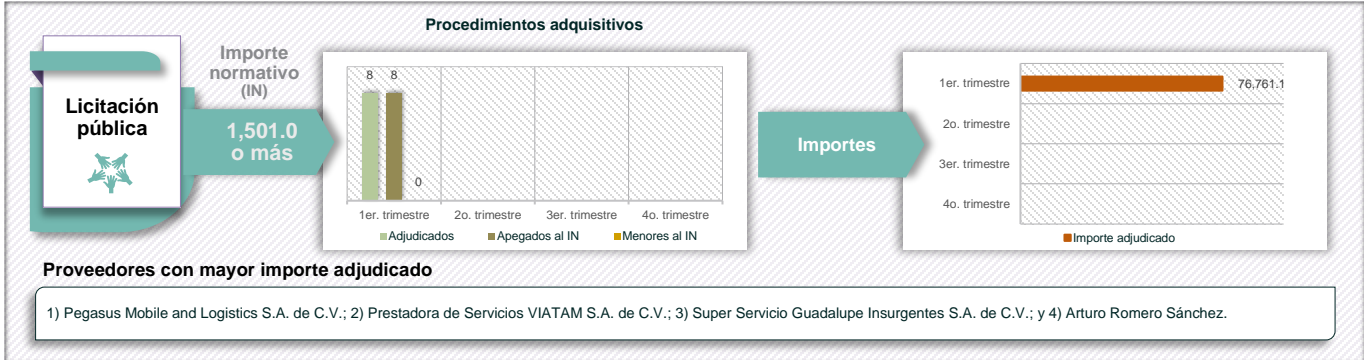 Procedimientos adquisitivos
Licitación
pública
Importe
normativo
(IN)
1,501.0
o más
8 8
0
1er. trimestre 2o. trimestre 3er. trimestre 4o. trimestre
Adjudicados Apegados al IN Menores al IN
Importes
1er. trimestre 76,761.1
2o. trimestre
3er. trimestre
4o. trimestre
Importe adjudicado
Proveedores con mayor importe adjudicado
1) Pegasus Mobile and Logistics S.A. de C.V.; 2) Prestadora de Servicios VIATAM S.A. de C.V.; 3) Super Servicio Guadalupe Insurgentes S.A. de C.V.; y 4) Arturo Romero Sánchez.